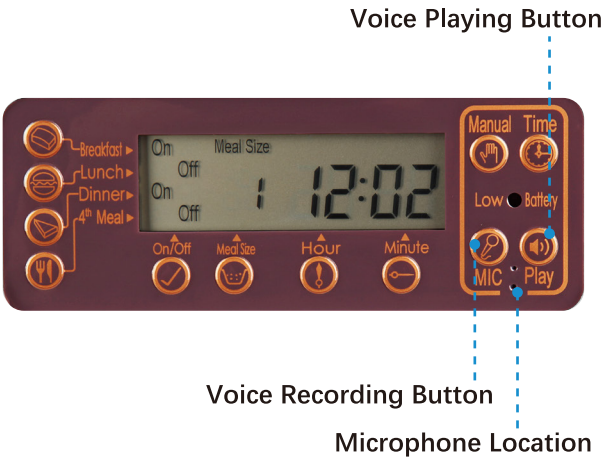 Voice Playing Button
Manual Time
Breakfast
Lunch
Dinner
4th Meal
On Meal Size
Off
On
Off
1 12:02
Low Battery
On/Off Meal Size Hour Minute
MIC Play
Voice Recording Button
Microphone Location